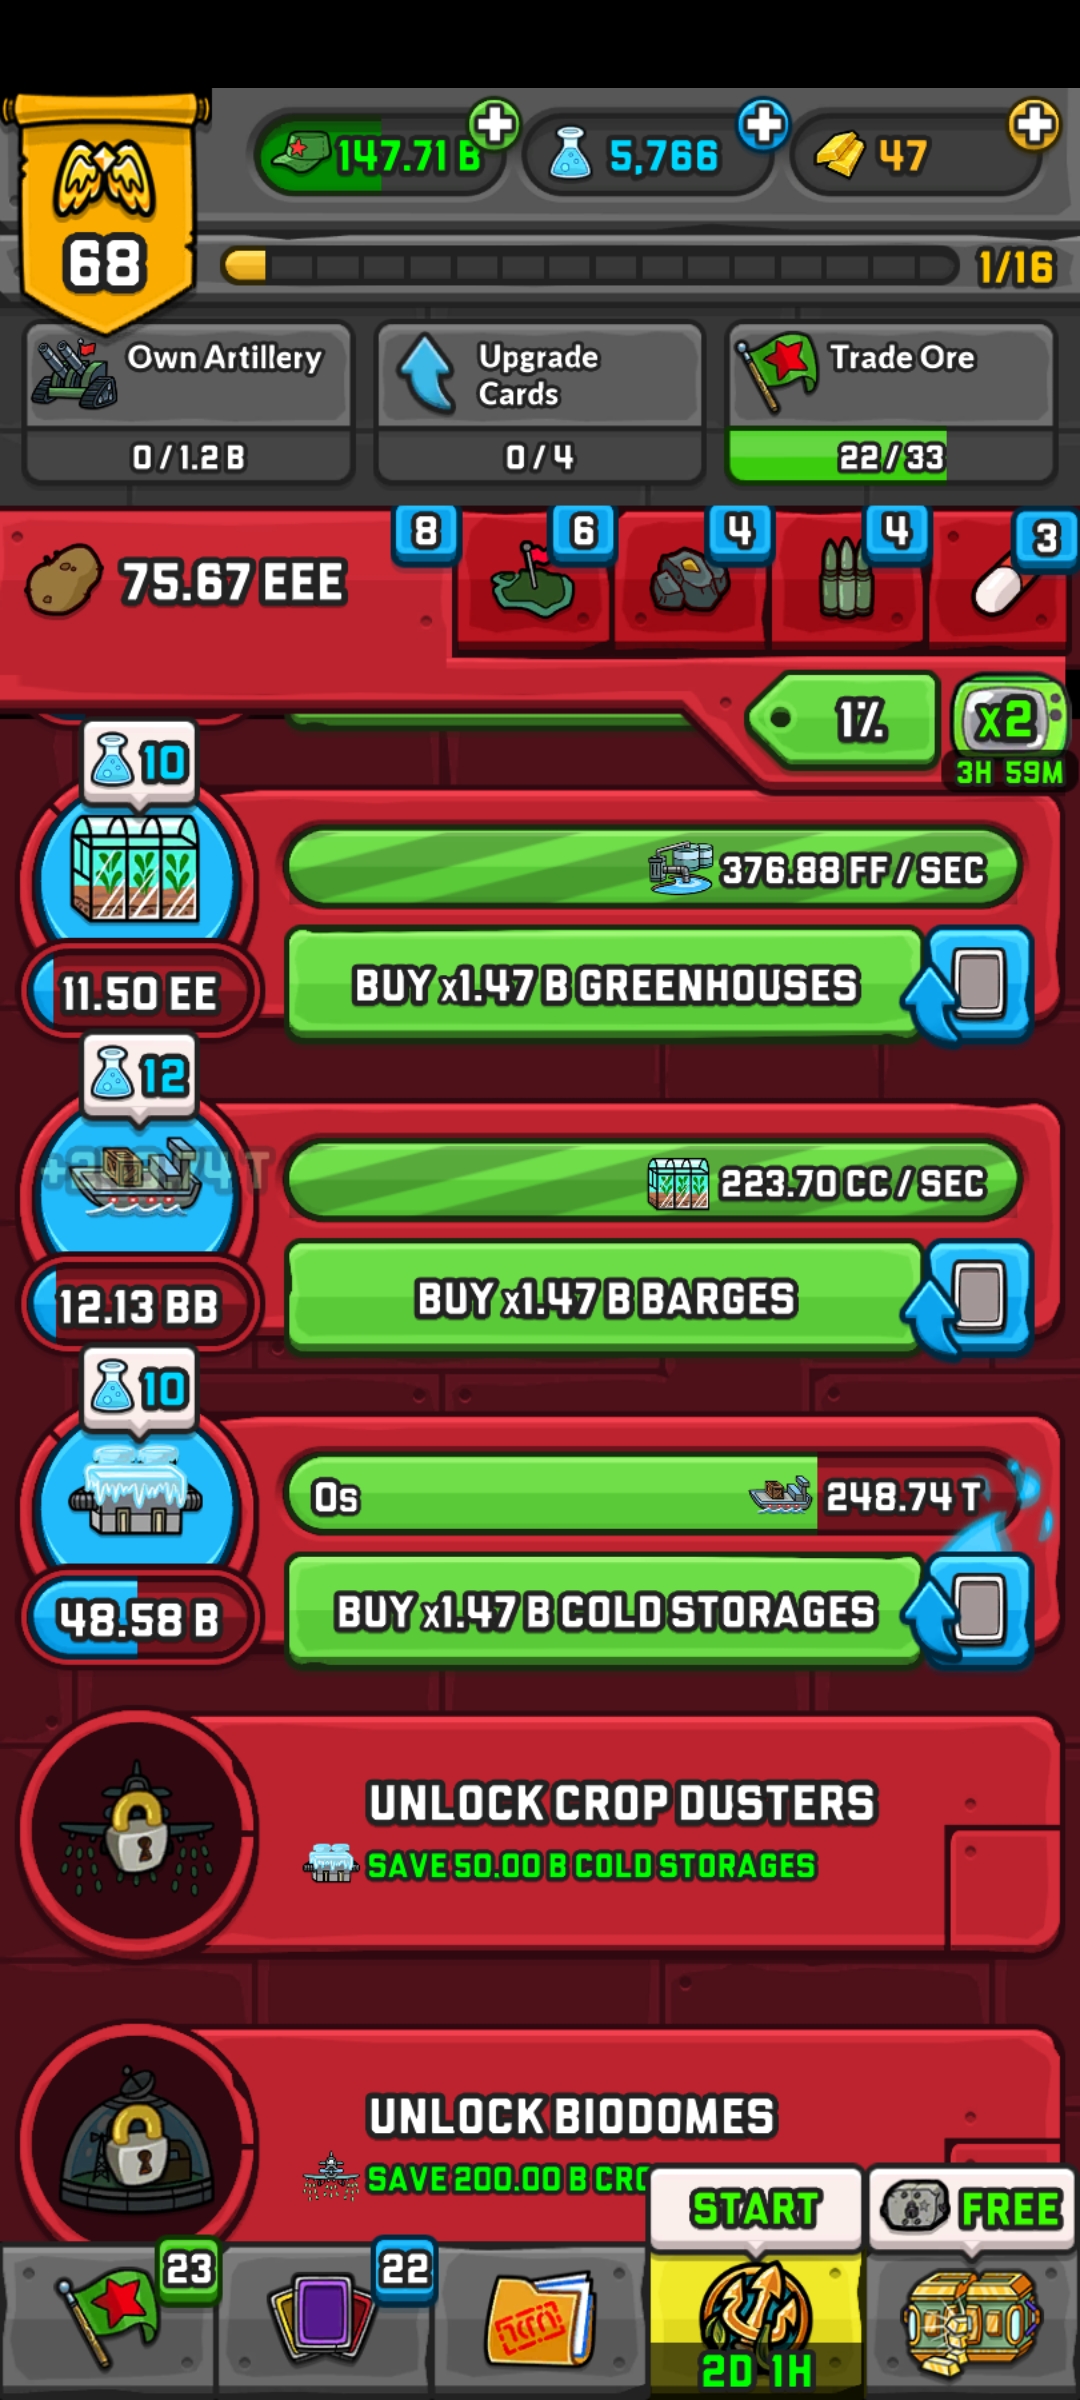 147.71 B
5,766
47
68
1/16
Own Artillery
0 / 1.2 B
Upgrade
Cards
0 / 4
Trade Ore
22 / 33
75.67 EEE
8
6
4
4
3
1%
x2
3H 59M
10
376.88 FF / SEC
11.50 EE
BUY x1.47 B GREENHOUSES
12
223.70 CC / SEC
12.13 BB
BUY x1.47 B BARGES
10
0s
248.74 T
48.58 B
BUY x1.47 B COLD STORAGES
UNLOCK CROP DUSTERS
SAVE 50.00 B COLD STORAGES
UNLOCK BIODOMES
SAVE 200.00 B CRO
START
FREE
23
22
2D 1H